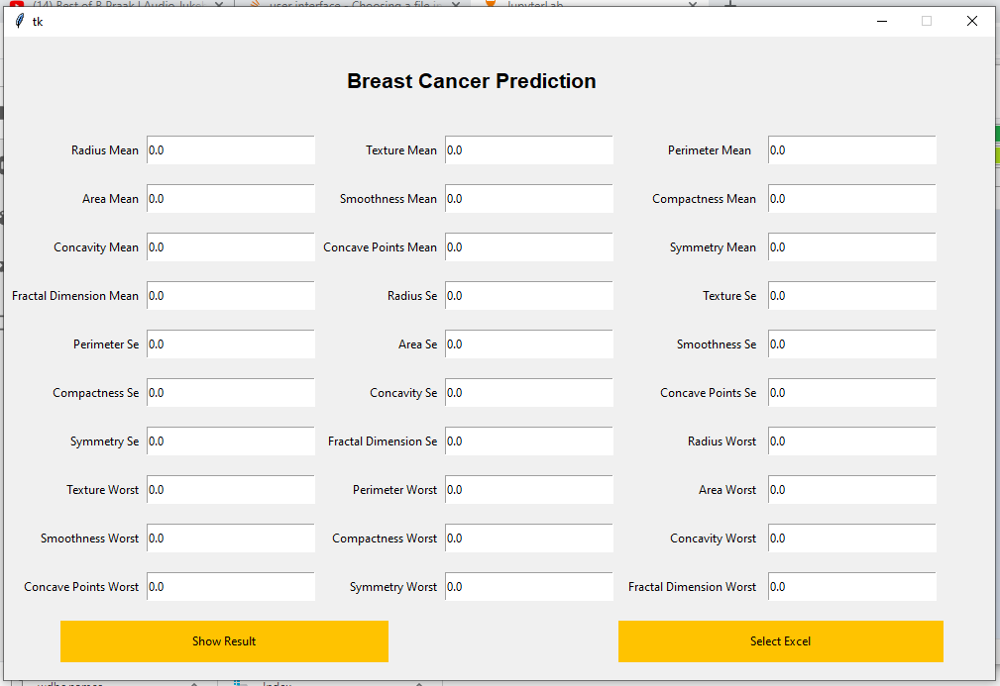 (14) Best of B Praak | Audio Juke
user interface - Choosing a file i
JupyterLab
tk
Breast Cancer Prediction
Radius Mean 0.0 Texture Mean 0.0 Perimeter Mean 0.0
Area Mean 0.0 Smoothness Mean 0.0 Compactness Mean 0.0
Concavity Mean 0.0 Concave Points Mean 0.0 Symmetry Mean 0.0
Fractal Dimension Mean 0.0 Radius Se 0.0 Texture Se 0.0
Perimeter Se 0.0 Area Se 0.0 Smoothness Se 0.0
Compactness Se 0.0 Concavity Se 0.0 Concave Points Se 0.0
Symmetry Se 0.0 Fractal Dimension Se 0.0 Radius Worst 0.0
Texture Worst 0.0 Perimeter Worst 0.0 Area Worst 0.0
Smoothness Worst 0.0 Compactness Worst 0.0 Concavity Worst 0.0
Concave Points Worst 0.0 Symmetry Worst 0.0 Fractal Dimension Worst 0.0
Show Result Select Excel